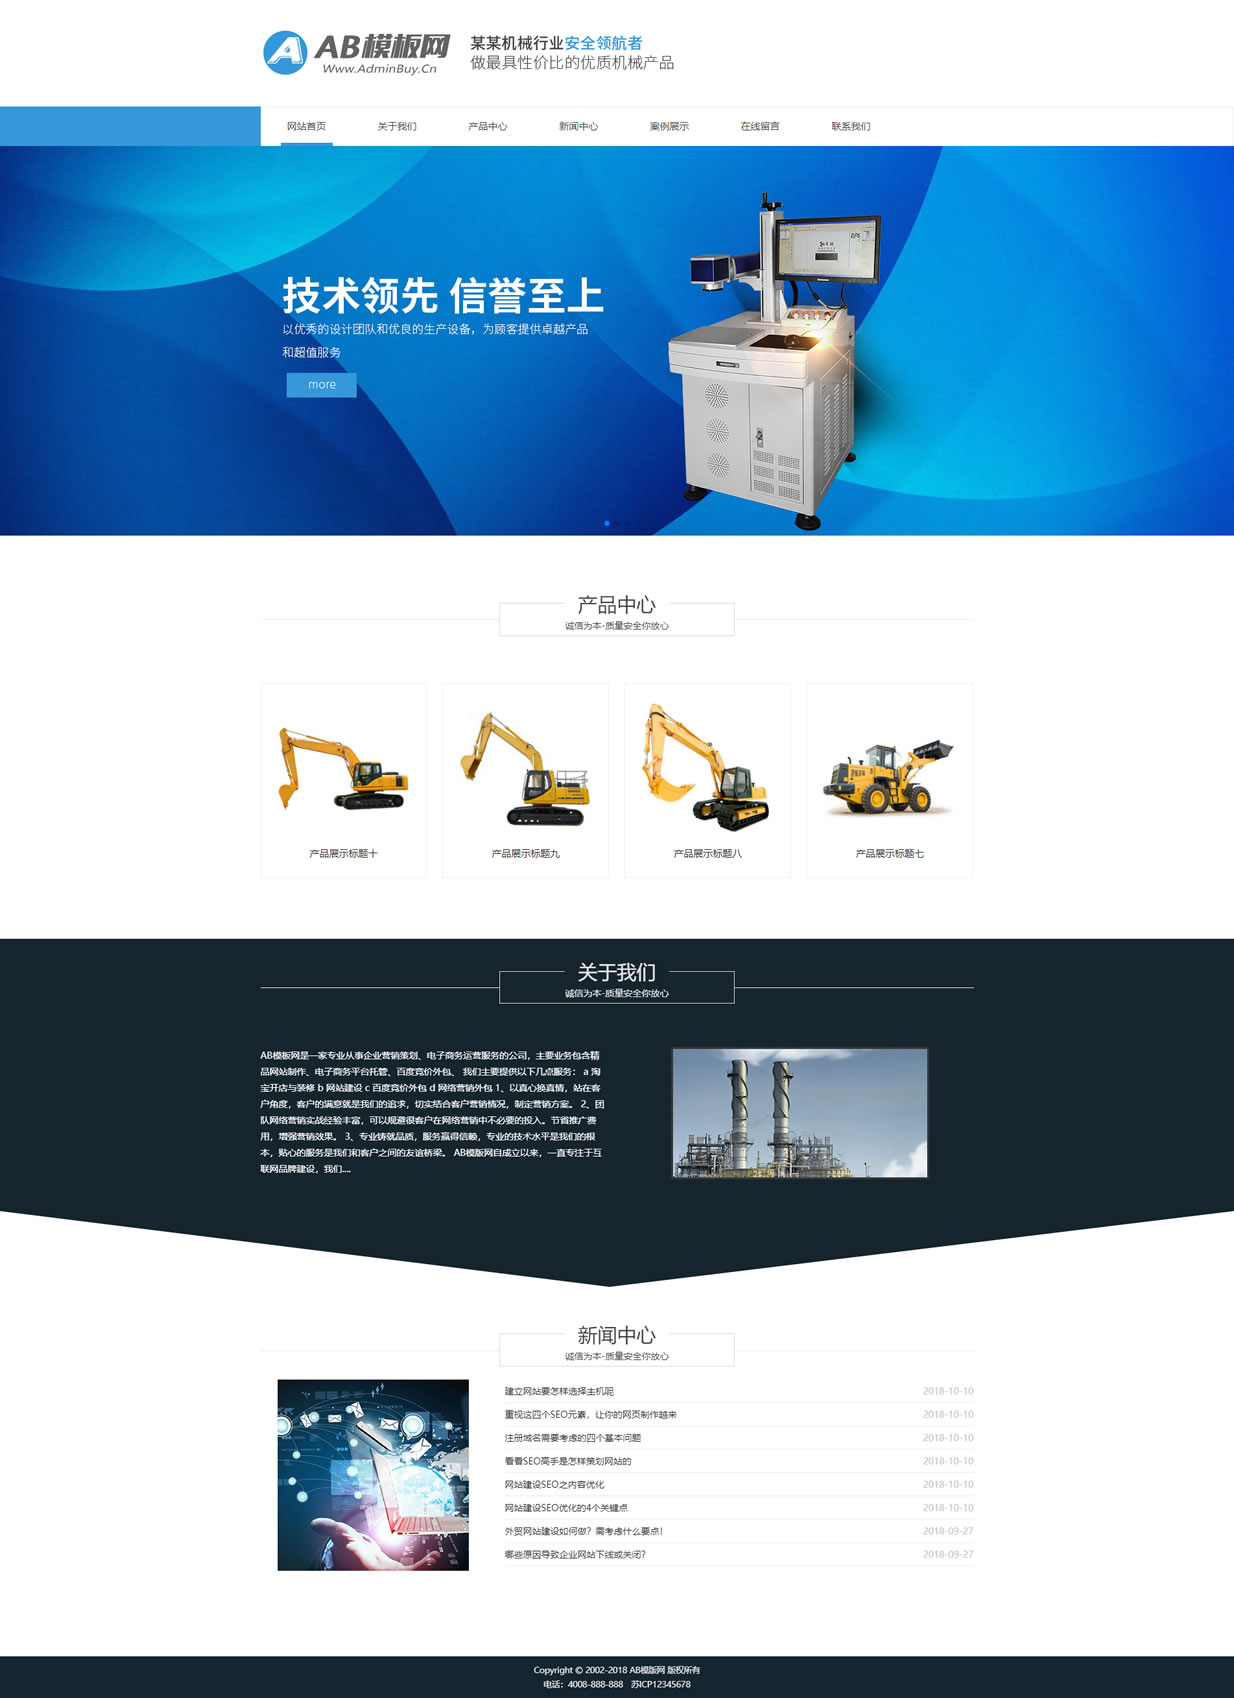 AB模板网
Www.AdminBuy.Cn
某某机械行业安全领航者
做最具性价比的优质机械产品
网站首页 关于我们 产品中心 新闻中心 案例展示 在线留言 联系我们
技术领先 信誉至上
以优秀的设计团队和优良的生产设备，为顾客提供卓越产品
和超值服务
more
产品中心
诚信为本-质量安全你放心
产品展示标题十 产品展示标题九 产品展示标题八 产品展示标题七
关于我们
诚信为本-质量安全你放心
AB模板网是一家专业从事企业营销策划、电子商务运营服务的公司，主要业务包含精
品网站制作、电子商务平台托管、百度竞价外包、 我们主要提供以下几点服务： a 淘
宝开店与装修 b 网站建设 c 百度竞价外包 d 网络营销外包 1、以真心换真情，站在客
户角度，客户的满意就是我们的追求，切实结合客户营销情况，制定营销方案。 2、团
队网络营销实战经验丰富，可以规避很客户在网络营销中不必要的投入。节省推广费
用，增强营销效果。 3、专业铸就品质，服务赢得信赖，专业的技术水平是我们的根
本，贴心的服务是我们和客户之间的友谊桥梁。 AB模版网自成立以来，一直专注于互
联网品牌建设，我们....
新闻中心
诚信为本-质量安全你放心
建立网站要怎样选择主机呢 2018-10-10
重视这四个SEO元素，让你的网页制作越来 2018-10-10
注册域名需要考虑的四个基本问题 2018-10-10
看看SEO高手是怎样策划网站的 2018-10-10
网站建设SEO之内容优化 2018-10-10
网站建设SEO优化的4个关键点 2018-10-10
外贸网站建设如何做？需考虑什么要点！ 2018-09-27
哪些原因导致企业网站下线或关闭？ 2018-09-27
Copyright © 2002-2018 AB模版网 版权所有
电话：4008-888-888 苏ICP12345678